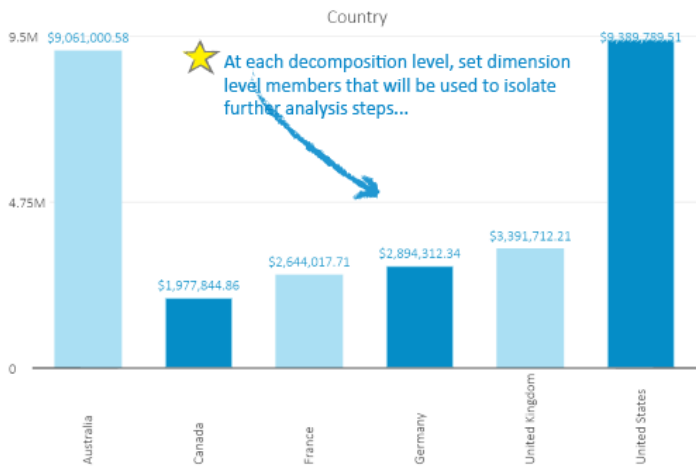 Country
9.5M
$9,061,000.58
$9,389,789.51
At each decomposition level, set dimension
level members that will be used to isolate
further analysis steps...
4.75M
$1,977,844.86
$2,644,017.71
$2,894,312.34
$3,391,712.21
0
Australia
Canada
France
Germany
United Kingdom
United States